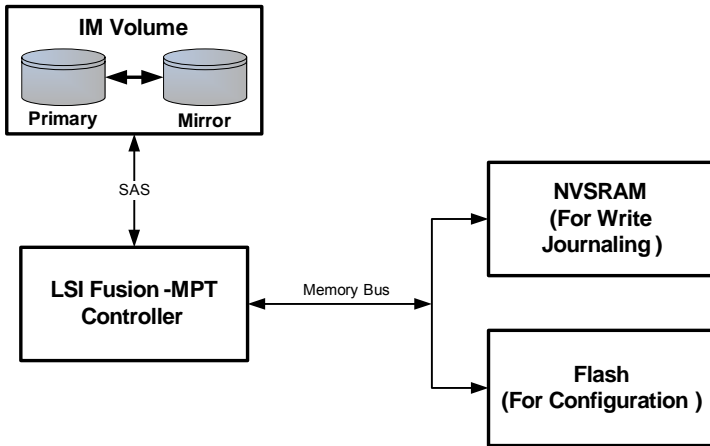 IM Volume
Primary
Mirror
SAS
LSI Fusion -MPT
Controller
Memory Bus
NVSRAM
(For Write
Journaling )
Flash
(For Configuration )